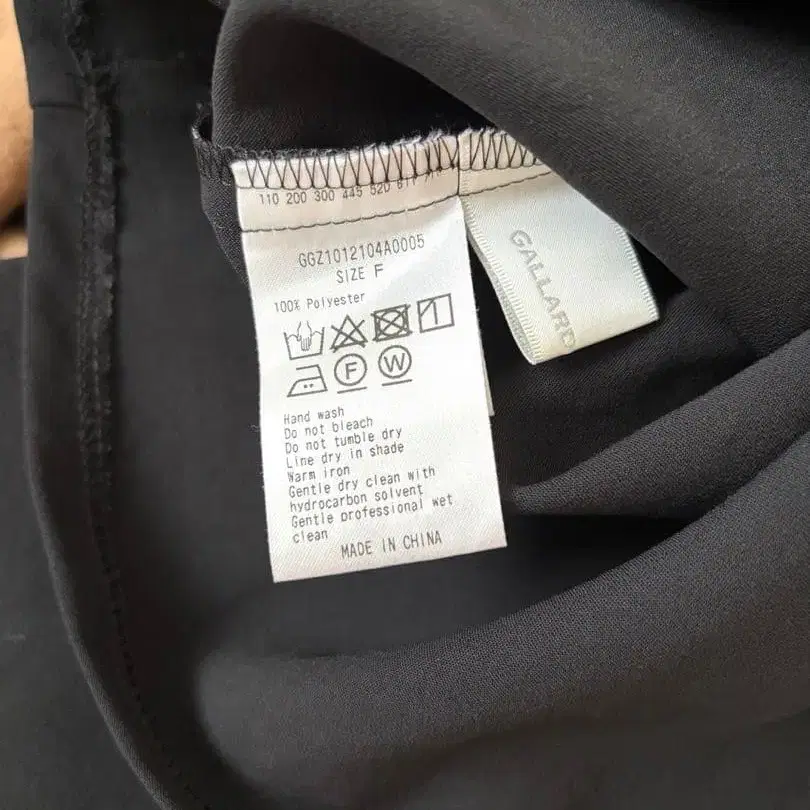 110 200 300 445 520 611
GGZ1012104A0005
SIZE F
100% Polyester
F W
Hand wash
Do not bleach
Do not tumble dry
Line dry in shade
Warm iron
Gentle dry clean with
hydrocarbon solvent
Gentle professional wet
clean
MADE IN CHINA
GALLARD